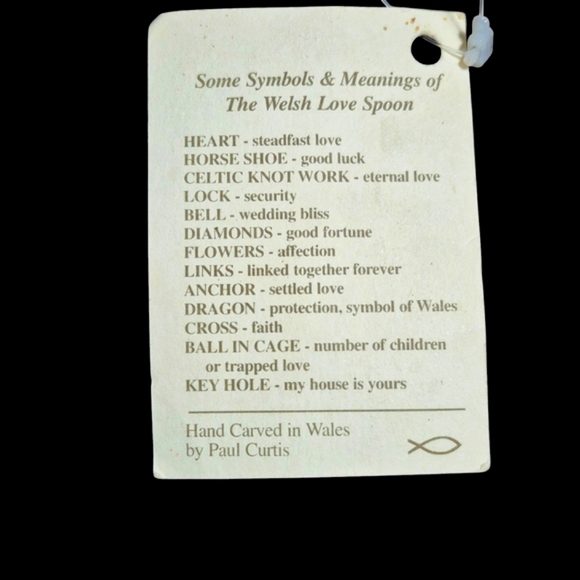 Some Symbols & Meanings of
The Welsh Love Spoon
HEART - steadfast love
HORSE SHOE - good luck
CELTIC KNOT WORK - eternal love
LOCK - security
BELL - wedding bliss
DIAMONDS - good fortune
FLOWERS - affection
LINKS - linked together forever
ANCHOR - settled love
DRAGON - protection, symbol of Wales
CROSS - faith
BALL IN CAGE - number of children
or trapped love
KEY HOLE - my house is yours
Hand Carved in Wales
by Paul Curtis